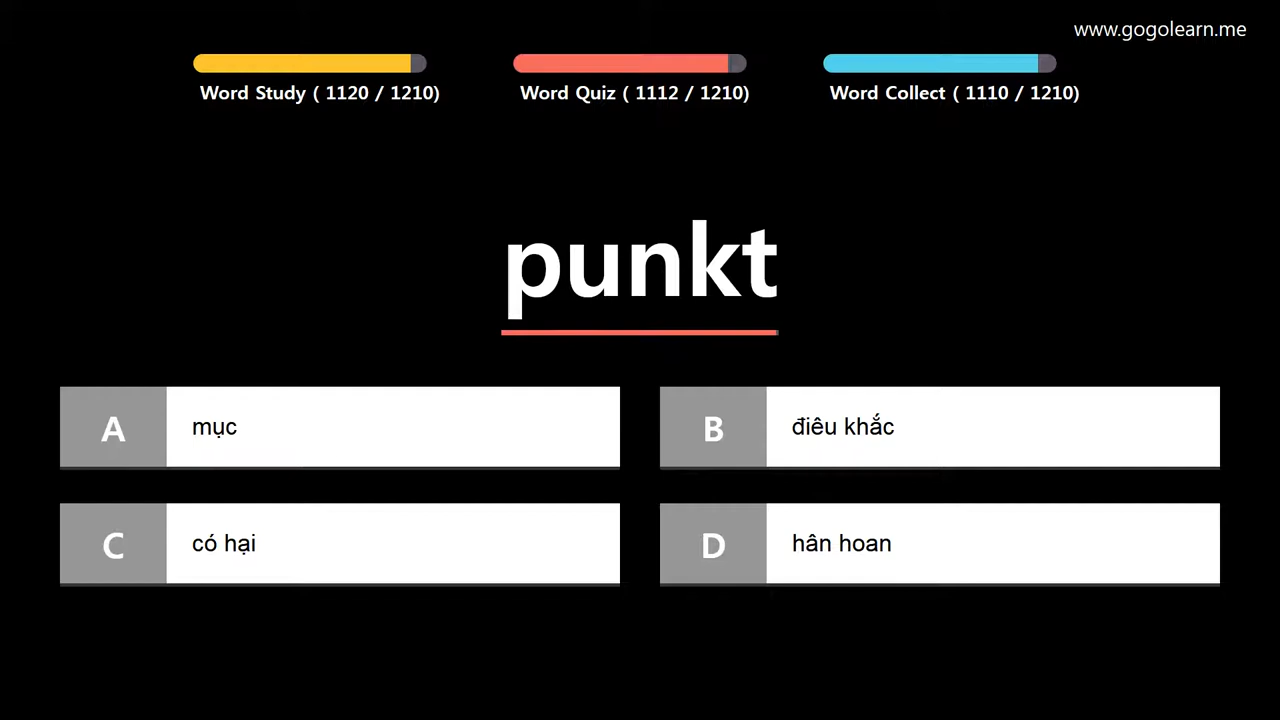 www.gogolearn.me
Word Study ( 1120 / 1210)
Word Quiz ( 1112 / 1210)
Word Collect ( 1110 / 1210)
punkt
A mục
B điêu khắc
C có hại
D hân hoan